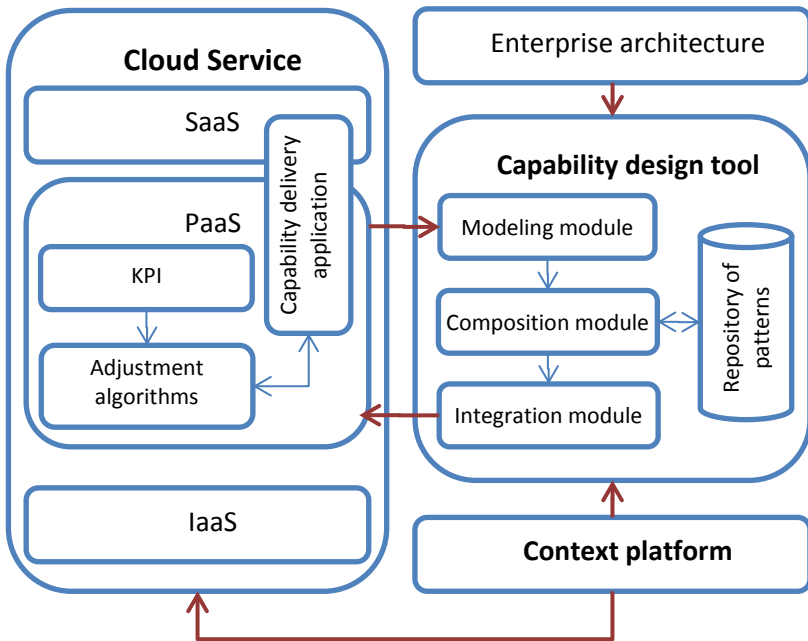 Cloud Service
SaaS
PaaS
KPI
Adjustment
algorithms
Capability delivery
application
IaaS
Enterprise architecture
Capability design tool
Modeling module
Composition module
Integration module
Repository of
patterns
Context platform